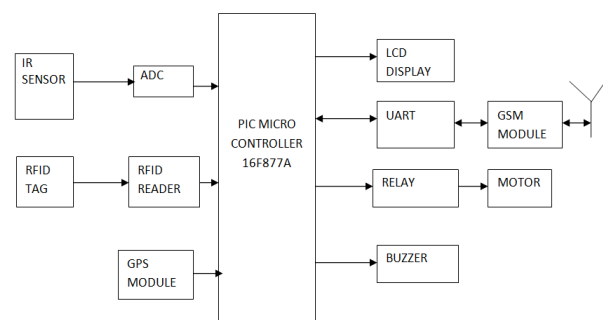 IR
SENSOR
ADC
RFID
TAG
RFID
READER
GPS
MODULE
PIC MICRO
CONTROLLER
16F877A
LCD
DISPLAY
UART
GSM
MODULE
RELAY
MOTOR
BUZZER